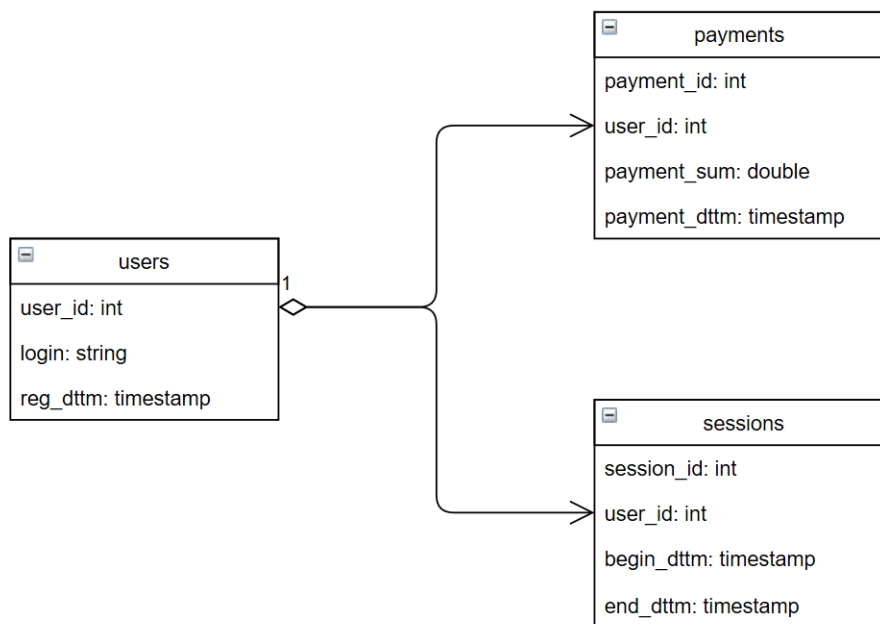 payments
payment_id: int
user_id: int
payment_sum: double
payment_dttm: timestamp
users
1
user_id: int
login: string
reg_dttm: timestamp
sessions
session_id: int
user_id: int
begin_dttm: timestamp
end_dttm: timestamp